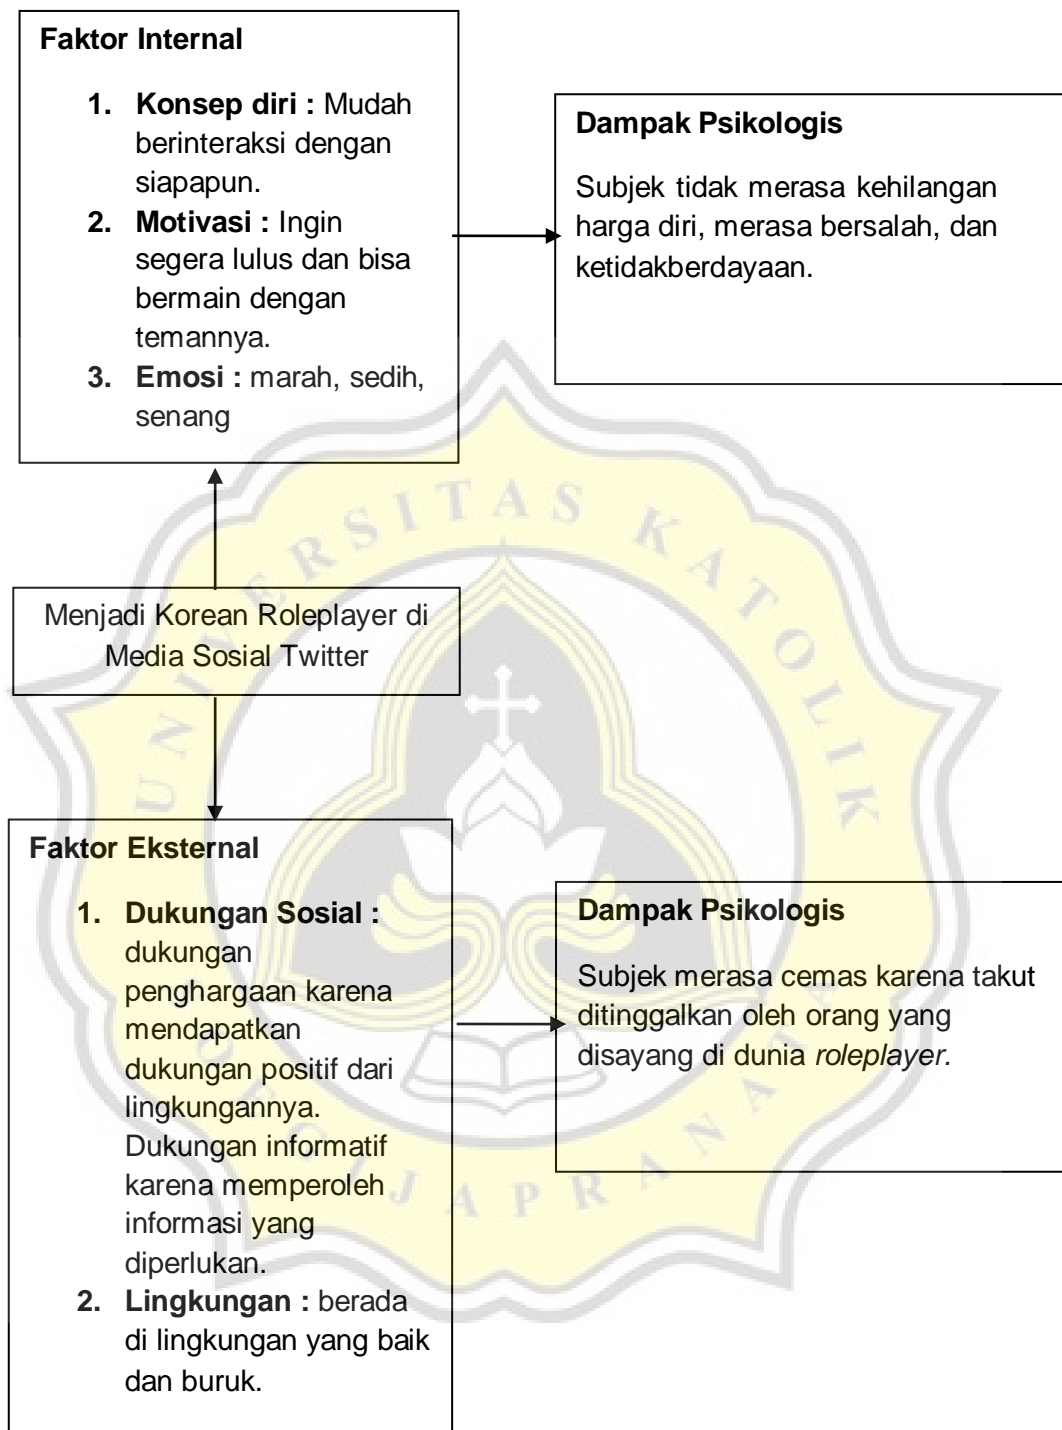 Faktor Internal
1. Konsep diri : Mudah
berinteraksi dengan
siapapun.
2. Motivasi : Ingin
segera lulus dan bisa
bermain dengan
temannya.
3. Emosi : marah, sedih,
senang
Dampak Psikologis
Subjek tidak merasa kehilangan
harga diri, merasa bersalah, dan
ketidakberdayaan.
Menjadi Korean Roleplayer di
Media Sosial Twitter
Faktor Eksternal
1. Dukungan Sosial :
dukungan
penghargaan karena
mendapatkan
dukungan positif dari
lingkungannya.
Dukungan informatif
karena memperoleh
informasi yang
diperlukan.
2. Lingkungan : berada
di lingkungan yang baik
dan buruk.
Dampak Psikologis
Subjek merasa cemas karena takut
ditinggalkan oleh orang yang
disayang di dunia roleplayer.
UNIVERSITAS KATOLIK
SOEGIJAPRANATA